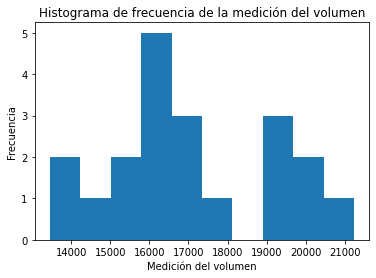 Histograma de frecuencia de la medición del volumen
5
4
3
2
1
0
Frecuencia
14000 15000 16000 17000 18000 19000 20000 21000
Medición del volumen